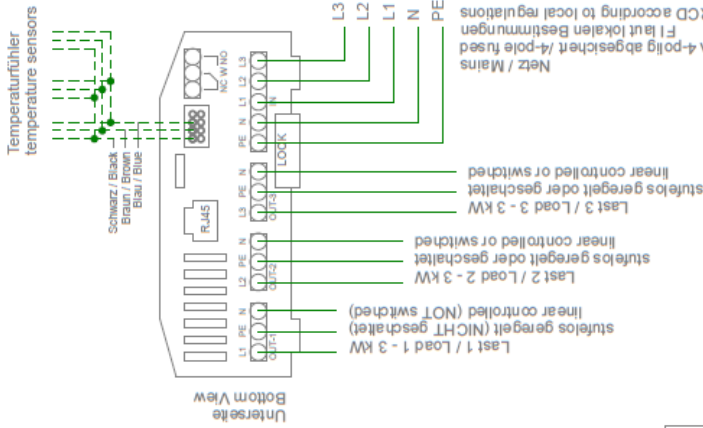 Temperaturfühler
temperature sensors
Schwarz / Black
Braun / Brown
Blau / Blue
NC W NO
L3
L2
L1
N
PE
IN
LOCK
L3
L2
L1
N
PE
Netz / Mains
4-polig abgesichert /4-pole fused
FI laut lokalen Bestimmungen
RCD according to local regulations
N
PE
L3
OUT-3
Last 3 / Load 3 - 3 kW
stufelos geregelt oder geschaltet
linear controlled or switched
RJ45
N
PE
L2
OUT-2
Last 2 / Load 2 - 3 kW
stufelos geregelt oder geschaltet
linear controlled or switched
N
PE
L1
OUT-1
Last 1 / Load 1 - 3 kW
stufelos geregelt (NICHT geschaltet)
linear controlled (NOT switched)
Unterseite
Bottom View